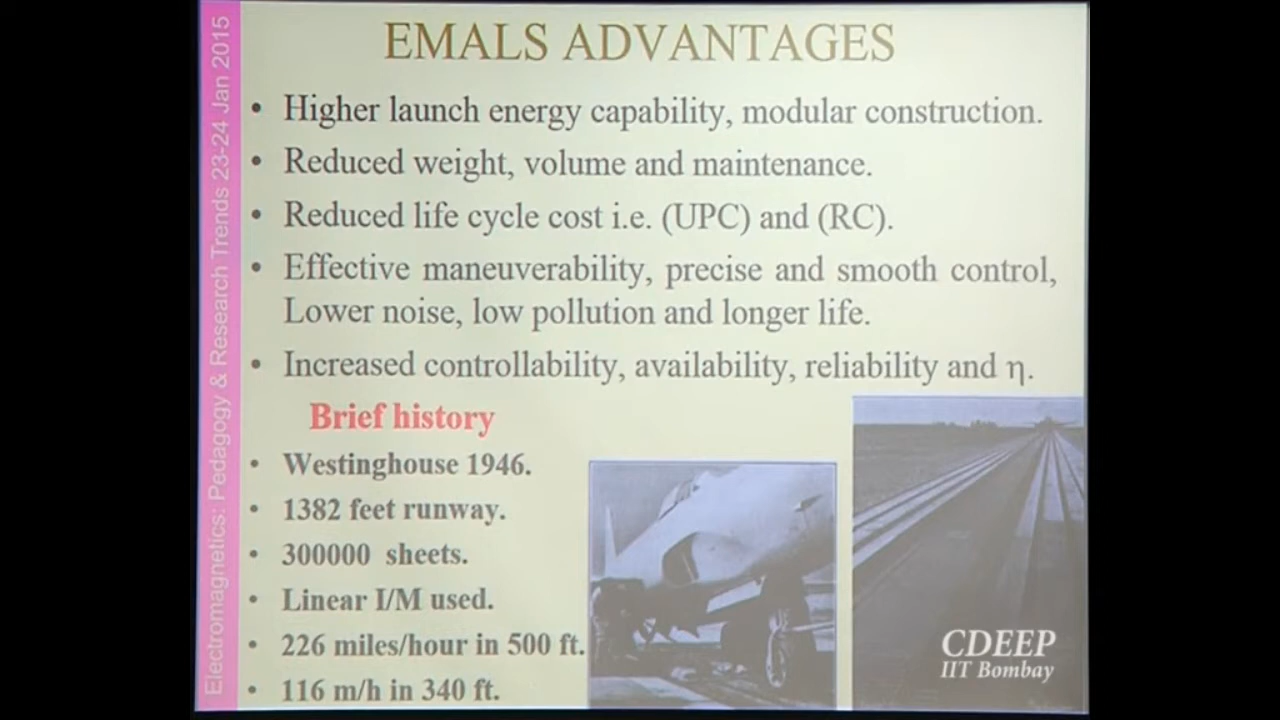 EMALS ADVANTAGES
• Higher launch energy capability, modular construction.
• Reduced weight, volume and maintenance.
• Reduced life cycle cost i.e. (UPC) and (RC).
• Effective maneuverability, precise and smooth control,
Lower noise, low pollution and longer life.
• Increased controllability, availability, reliability and η.
Brief history
• Westinghouse 1946.
• 1382 feet runway.
• 300000 sheets.
• Linear I/M used.
• 226 miles/hour in 500 ft.
• 116 m/h in 340 ft.
Electromagnetics: Pedagogy & Research Trends 23-24 Jan 2015
CDEEP
IIT Bombay